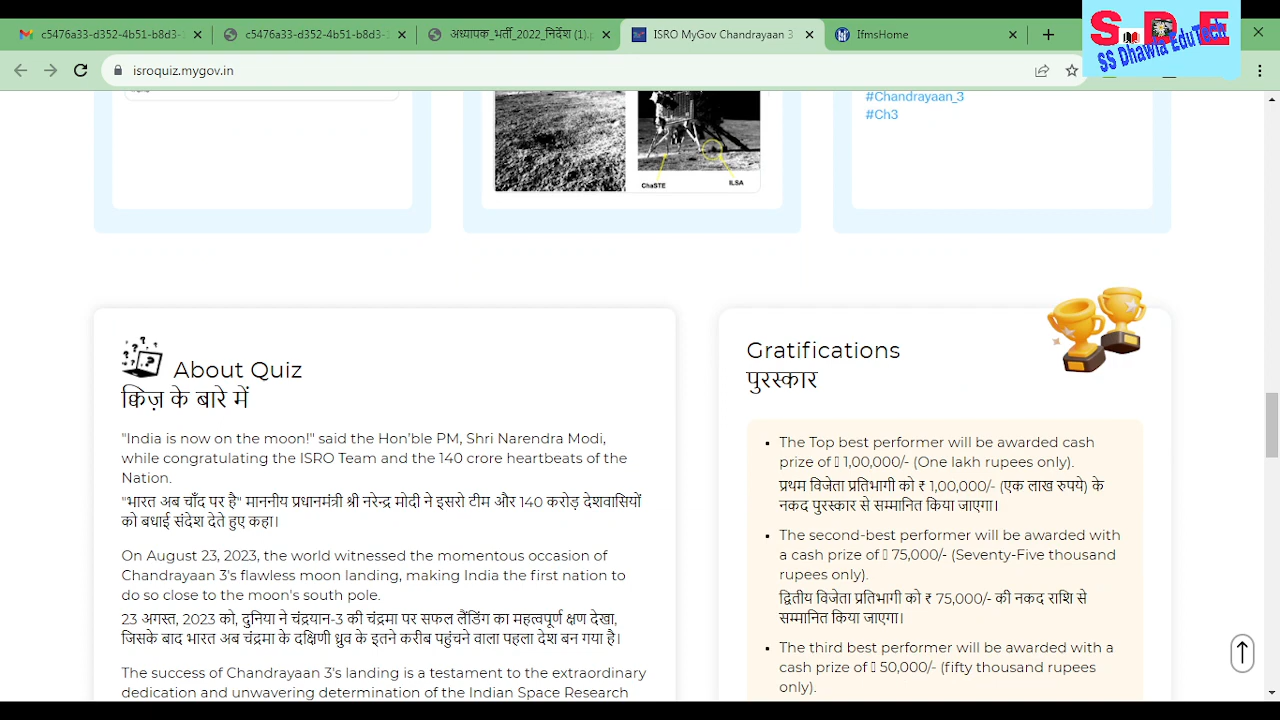 c5476a33-d352-4b51-b8d3-1
c5476a33-d352-4b51-b8d3-1
अध्यापक_भर्ती_2022_निर्देश (1).p
ISRO MyGov Chandrayaan 3
IfmsHome
S D E
SS Dhawla EduTech
isroquiz.mygov.in
ChaSTE
ILSA
#Chandrayaan_3
#Ch3
About Quiz
क्विज़ के बारे में
"India is now on the moon!" said the Hon'ble PM, Shri Narendra Modi,
while congratulating the ISRO Team and the 140 crore heartbeats of the
Nation.
"भारत अब चाँद पर है" माननीय प्रधानमंत्री श्री नरेन्द्र मोदी ने इसरो टीम और 140 करोड़ देशवासियों
को बधाई संदेश देते हुए कहा।
On August 23, 2023, the world witnessed the momentous occasion of
Chandrayaan 3's flawless moon landing, making India the first nation to
do so close to the moon's south pole.
23 अगस्त, 2023 को, दुनिया ने चंद्रयान-3 की चंद्रमा पर सफल लैंडिंग का महत्वपूर्ण क्षण देखा,
जिसके बाद भारत अब चंद्रमा के दक्षिणी ध्रुव के इतने करीब पहुंचने वाला पहला देश बन गया है।
The success of Chandrayaan 3's landing is a testament to the extraordinary
dedication and unwavering determination of the Indian Space Research
Gratifications
पुरस्कार
The Top best performer will be awarded cash
prize of ▯ 1,00,000/- (One lakh rupees only).
प्रथम विजेता प्रतिभागी को ₹ 1,00,000/- (एक लाख रुपये) के
नकद पुरस्कार से सम्मानित किया जाएगा।
The second-best performer will be awarded with
a cash prize of ▯ 75,000/- (Seventy-Five thousand
rupees only).
द्वितीय विजेता प्रतिभागी को ₹ 75,000/- की नकद राशि से
सम्मानित किया जाएगा।
The third best performer will be awarded with a
cash prize of ▯ 50,000/- (fifty thousand rupees
only).